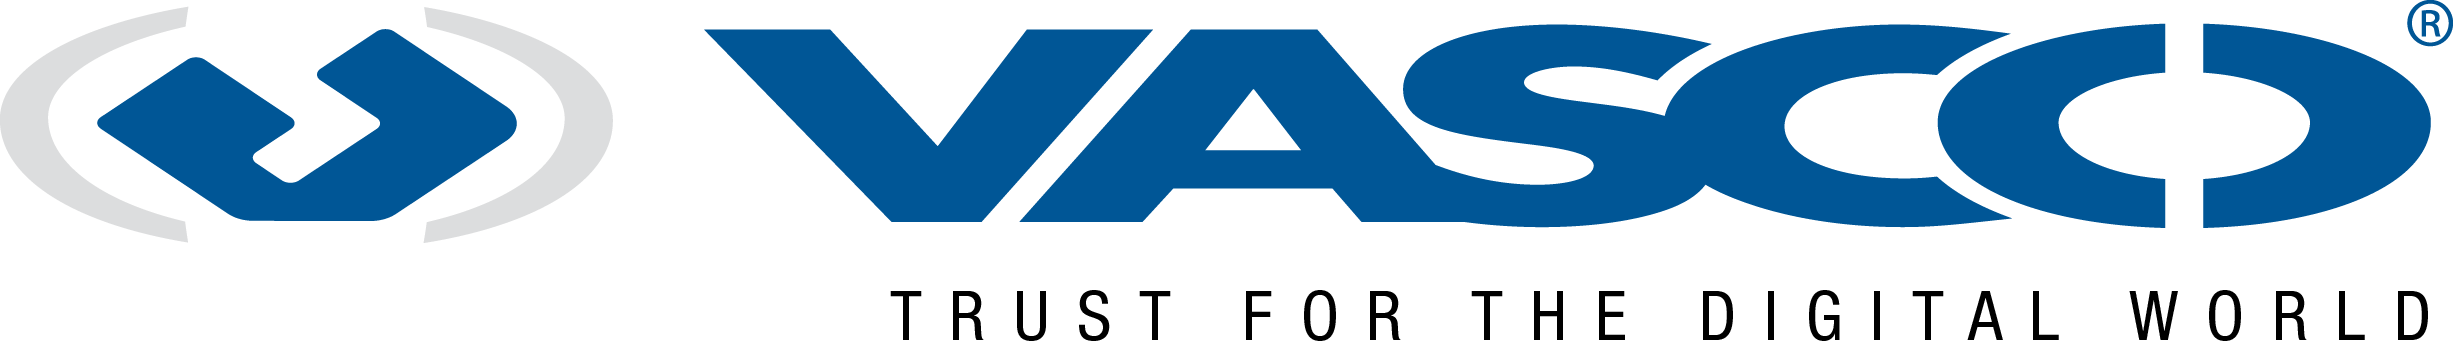 VASCO®
TRUST FOR THE DIGITAL WORLD